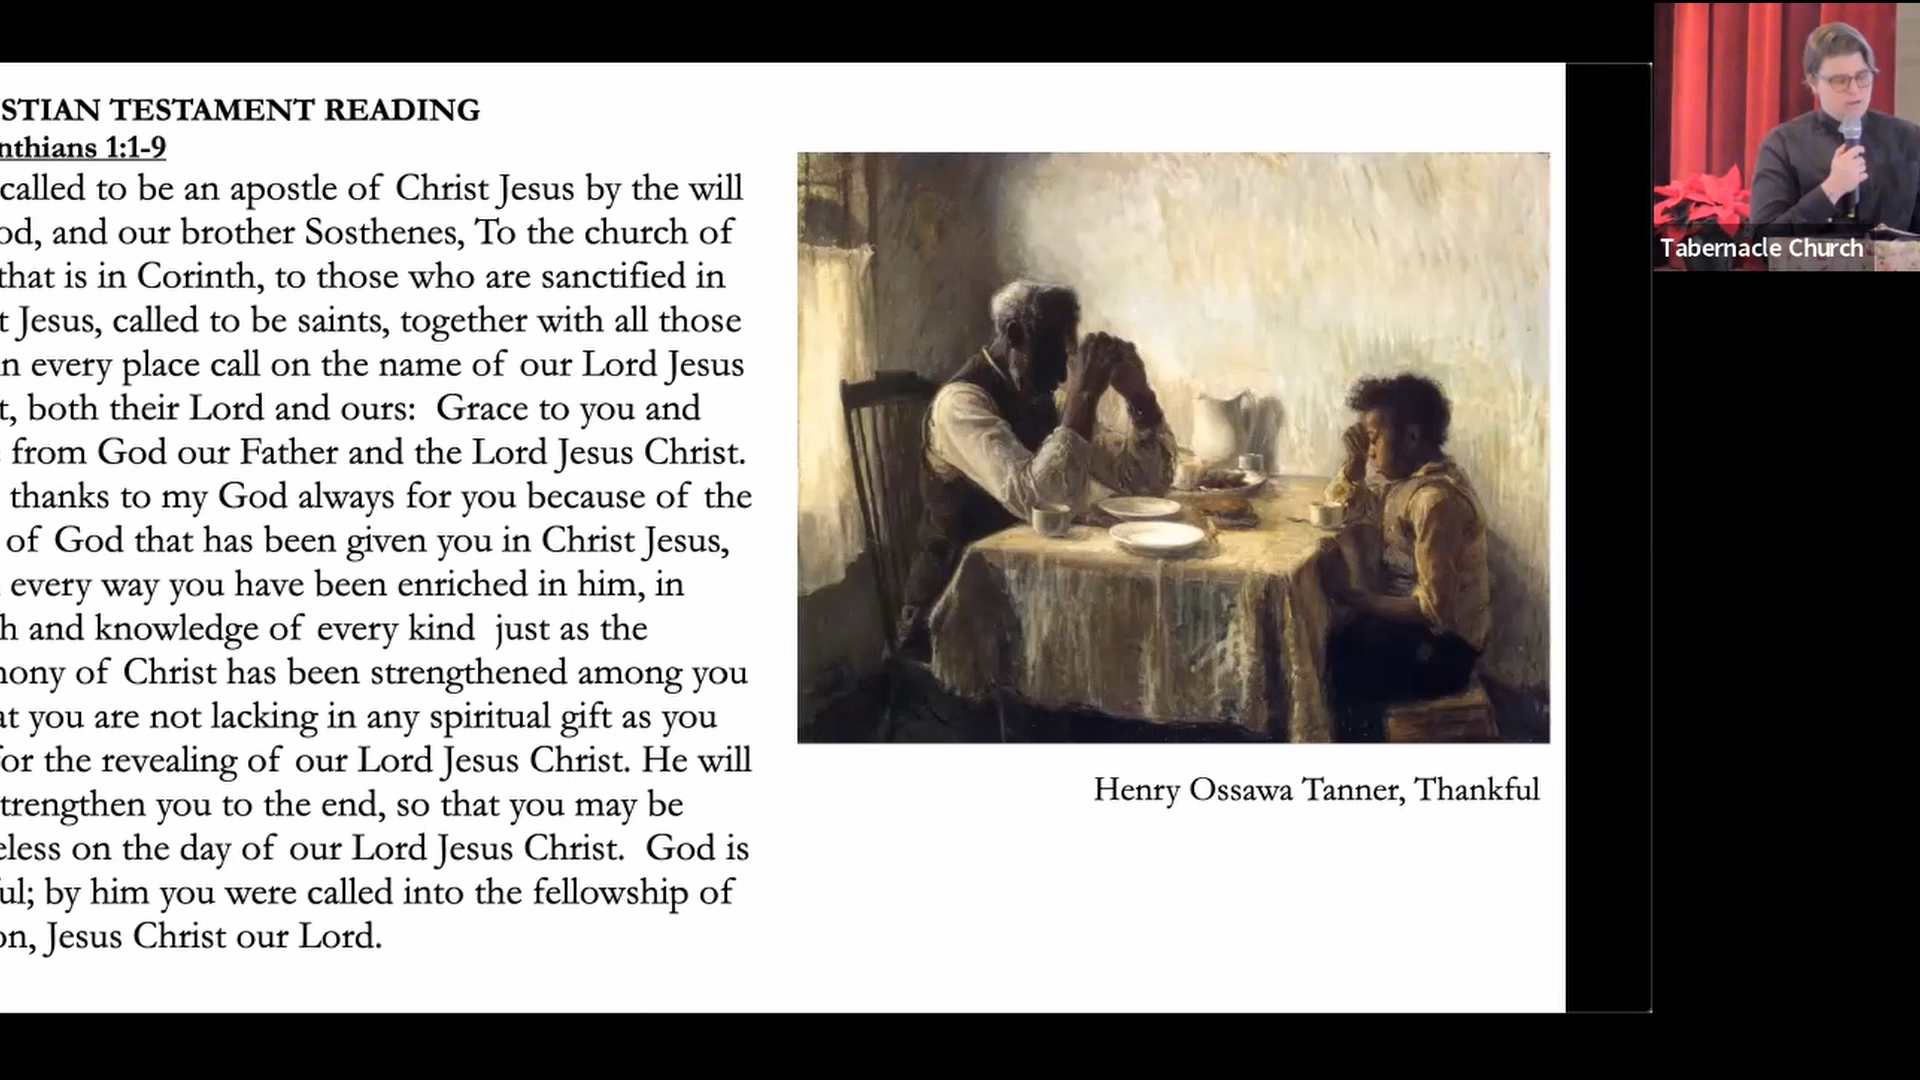 STIAN TESTAMENT READING
nthians 1:1-9
called to be an apostle of Christ Jesus by the will
od, and our brother Sosthenes, To the church of
that is in Corinth, to those who are sanctified in
t Jesus, called to be saints, together with all those
n every place call on the name of our Lord Jesus
t, both their Lord and ours: Grace to you and
from God our Father and the Lord Jesus Christ.
thanks to my God always for you because of the
of God that has been given you in Christ Jesus,
every way you have been enriched in him, in
h and knowledge of every kind just as the
mony of Christ has been strengthened among you
at you are not lacking in any spiritual gift as you
for the revealing of our Lord Jesus Christ. He will
trengthen you to the end, so that you may be
eless on the day of our Lord Jesus Christ. God is
ul; by him you were called into the fellowship of
on, Jesus Christ our Lord.
Henry Ossawa Tanner, Thankful
Tabernacle Church